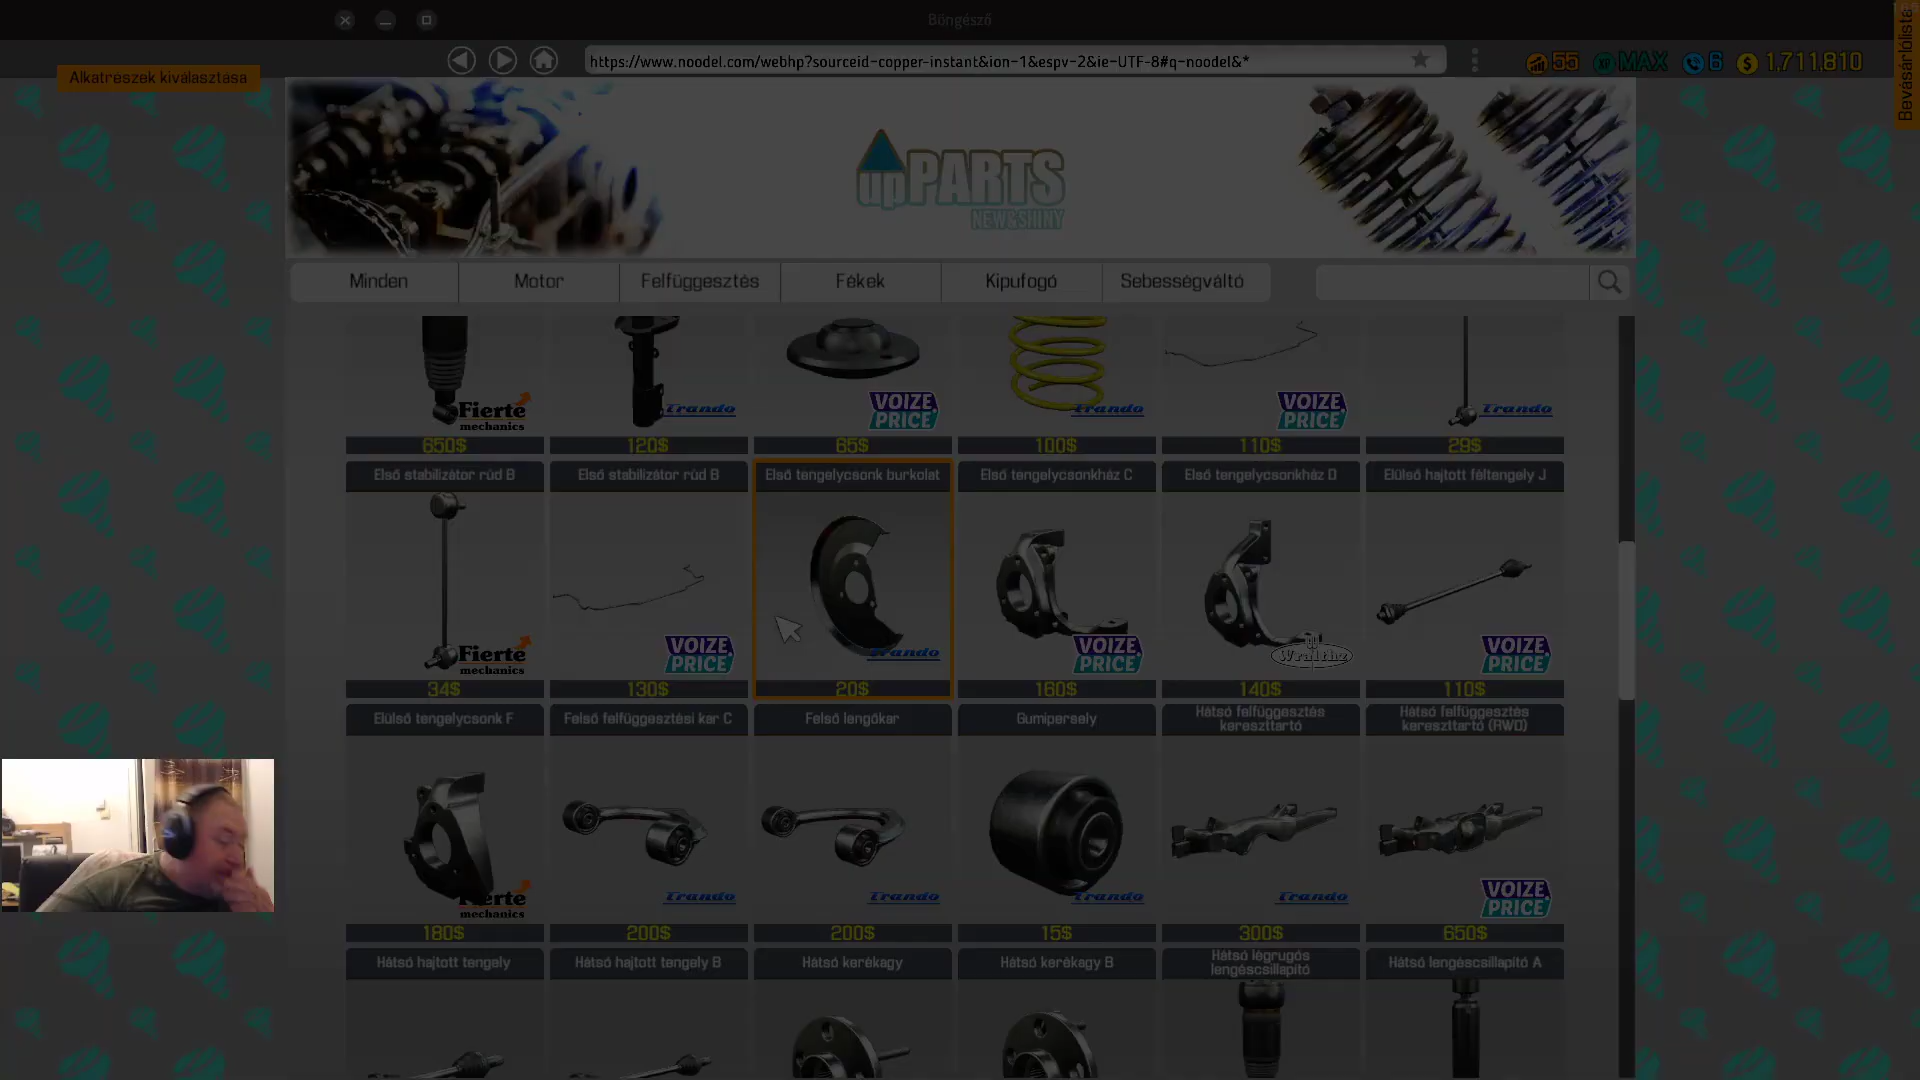 Böngésző
https://www.noodel.com/webhp?sourceid-copper-instant&ion-1&espv-2&ie-UTF-8#q-noodel&*
55 MAX 6 1,711,810
Bevásárlólista
Alkatrészek kiválasztása
upPARTS
NEW&SHINY
Minden Motor Felfüggesztés Fékek Kipufogó Sebességváltó
Fierte mechanics Trando VOIZE PRICE Trando VOIZE PRICE Trando
650$ 120$ 65$ 100$ 110$ 29$
Első stabilizátor rúd B Első stabilizátor rúd B Első tengelycsonk burkolat Első tengelycsonkház C Első tengelycsonkház D Elülső hajtott féltengely J
Fierte mechanics VOIZE PRICE Trando VOIZE PRICE Wraithz VOIZE PRICE
34$ 130$ 20$ 160$ 140$ 110$
Elülső tengelycsonk F Felső felfüggesztési kar C Felső lengőkar Gumipersely Hátsó felfüggesztés kereszttartó Hátsó felfüggesztés kereszttartó (RWD)
Fierte mechanics Trando Trando Trando Trando VOIZE PRICE
180$ 200$ 200$ 15$ 300$ 650$
Hátsó hajtott tengely Hátsó hajtott tengely B Hátsó kerékagy Hátsó kerékagy B Hátsó légrugós lengéscsillapító Hátsó lengéscsillapító A